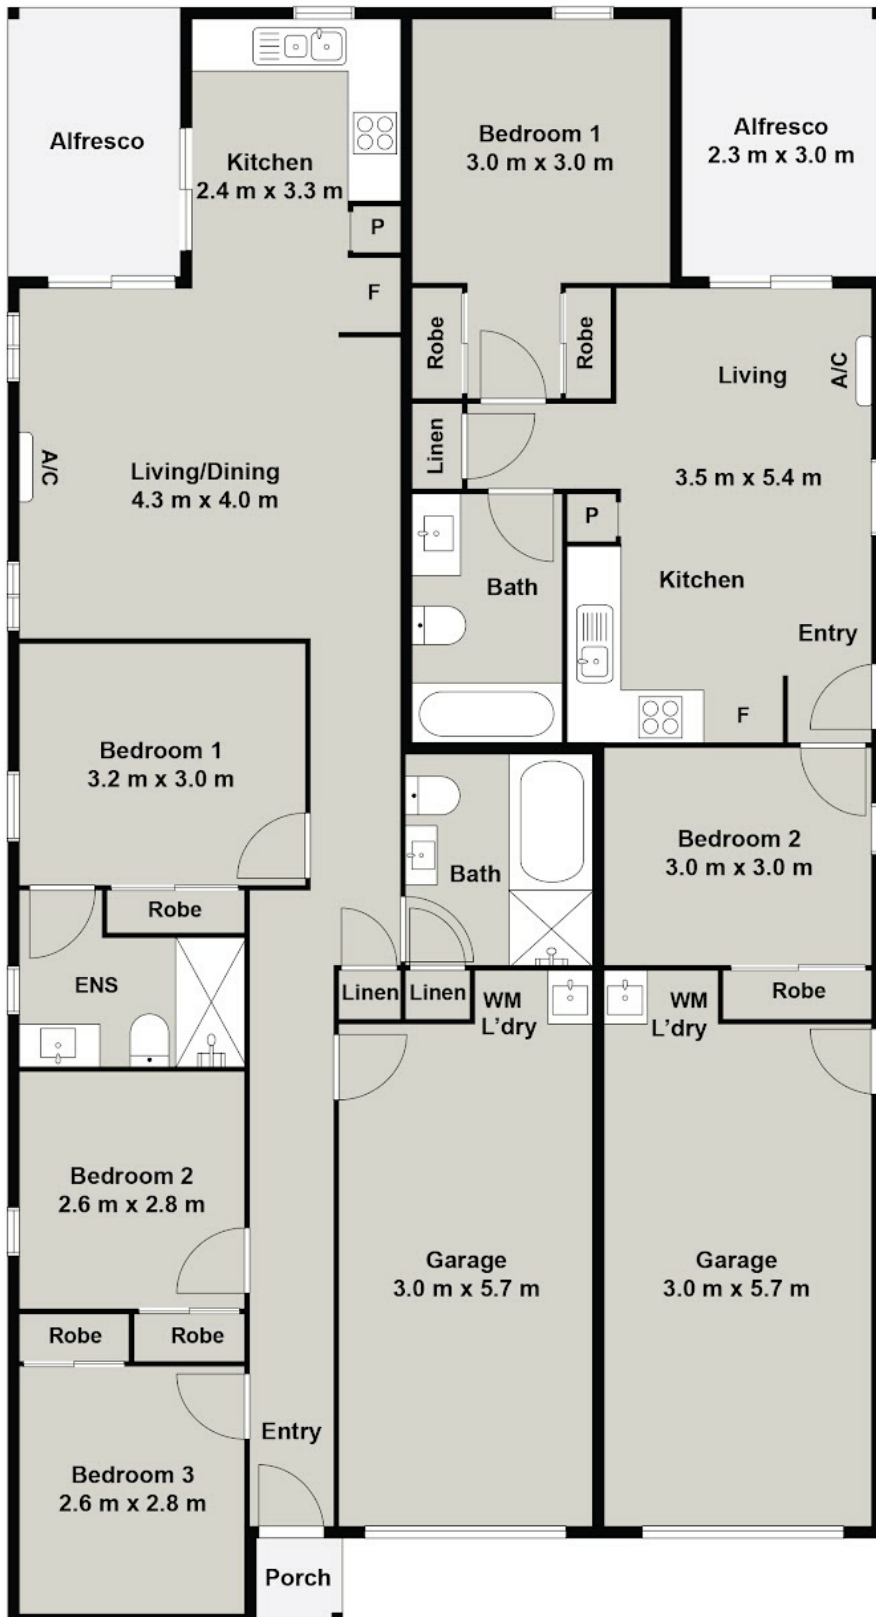 Alfresco
Kitchen
2.4 m x 3.3 m
P
F
Bedroom 1
3.0 m x 3.0 m
Alfresco
2.3 m x 3.0 m
Robe
Robe
Living
A/C
Linen
3.5 m x 5.4 m
A/C
Living/Dining
4.3 m x 4.0 m
P
Bath
Kitchen
Entry
F
Bedroom 1
3.2 m x 3.0 m
Bath
Bedroom 2
3.0 m x 3.0 m
Robe
ENS
Linen
Linen
WM
L'dry
WM
L'dry
Robe
Bedroom 2
2.6 m x 2.8 m
Garage
3.0 m x 5.7 m
Garage
3.0 m x 5.7 m
Robe
Robe
Entry
Bedroom 3
2.6 m x 2.8 m
Porch